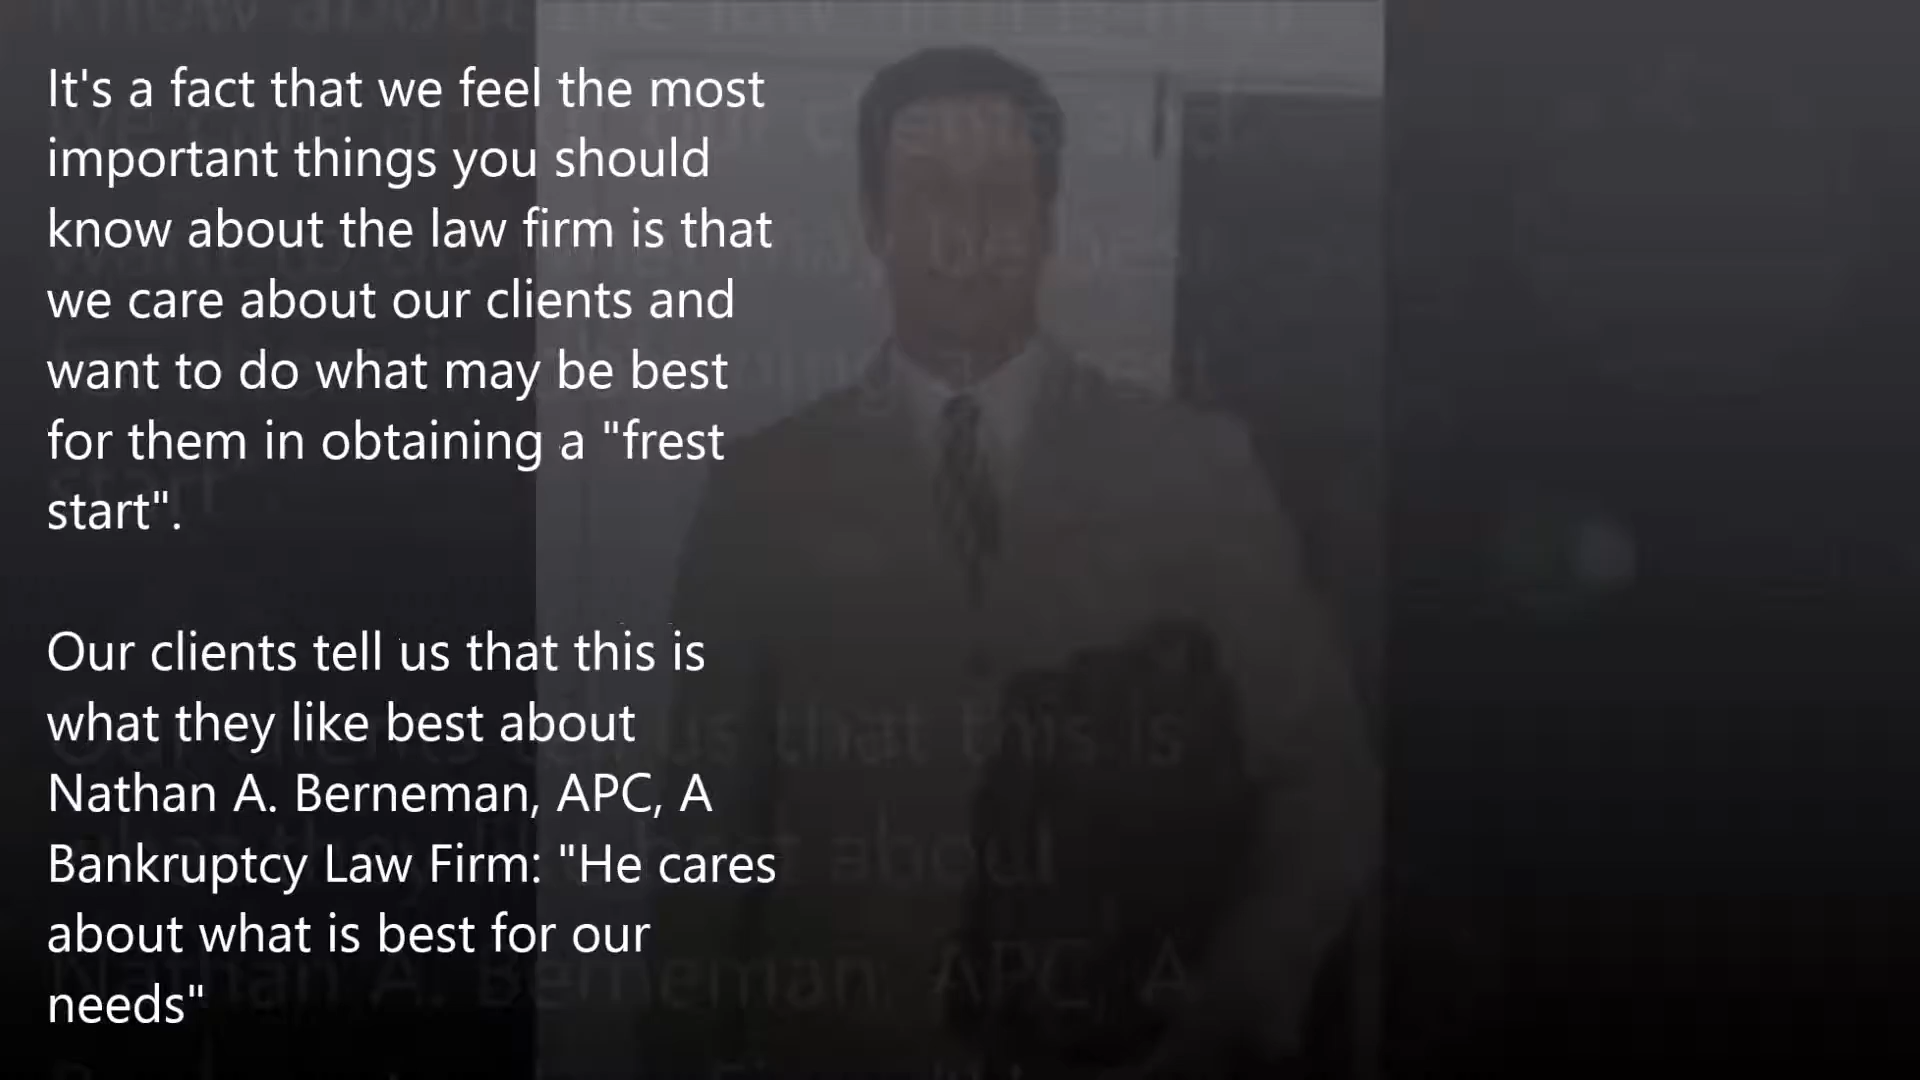 It's a fact that we feel the most
important things you should
know about the law firm is that
we care about our clients and
want to do what may be best
for them in obtaining a "frest
start".
Our clients tell us that this is
what they like best about
Nathan A. Berneman, APC, A
Bankruptcy Law Firm: "He cares
about what is best for our
needs"